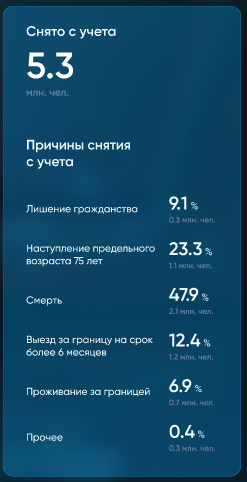 Снято с учета
5.3
млн. чел.
Причины снятия
с учета
Лишение гражданства
9.1 %
0.3 млн. чел.
Наступление предельного
возраста 75 лет
23.3 %
1.1 млн. чел.
Смерть
47.9 %
2.1 млн. чел.
Выезд за границу на срок
более 6 месяцев
12.4 %
1.2 млн. чел.
Проживание за границей
6.9 %
0.7 млн. чел.
Прочее
0.4 %
0.3 млн. чел.